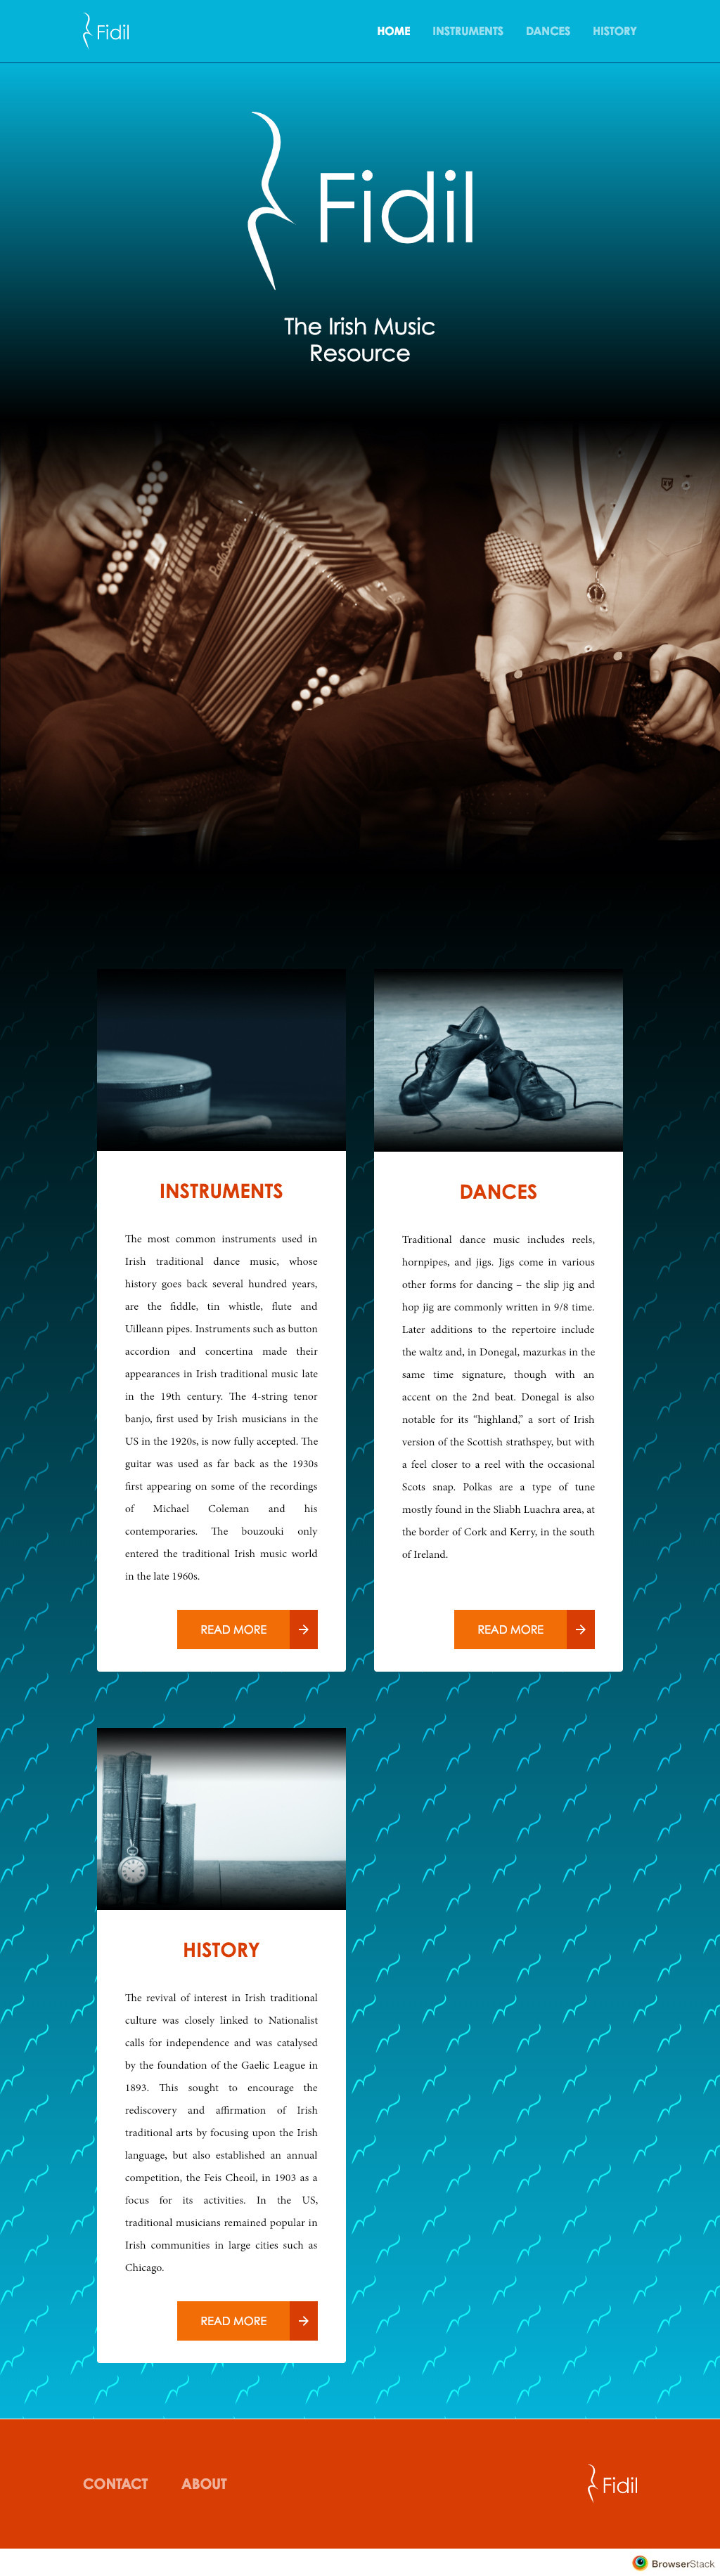 Fidil
HOME INSTRUMENTS DANCES HISTORY
Fidil
The Irish Music
Resource
INSTRUMENTS
The most common instruments used in
Irish traditional dance music, whose
history goes back several hundred years,
are the fiddle, tin whistle, flute and
Uilleann pipes. Instruments such as button
accordion and concertina made their
appearances in Irish traditional music late
in the 19th century. The 4-string tenor
banjo, first used by Irish musicians in the
US in the 1920s, is now fully accepted. The
guitar was used as far back as the 1930s
first appearing on some of the recordings
of Michael Coleman and his
contemporaries. The bouzouki only
entered the traditional Irish music world
in the late 1960s.
READ MORE →
DANCES
Traditional dance music includes reels,
hornpipes, and jigs. Jigs come in various
other forms for dancing – the slip jig and
hop jig are commonly written in 9/8 time.
Later additions to the repertoire include
the waltz and, in Donegal, mazurkas in the
same time signature, though with an
accent on the 2nd beat. Donegal is also
notable for its “highland,” a sort of Irish
version of the Scottish strathspey, but with
a feel closer to a reel with the occasional
Scots snap. Polkas are a type of tune
mostly found in the Sliabh Luachra area, at
the border of Cork and Kerry, in the south
of Ireland.
READ MORE →
HISTORY
The revival of interest in Irish traditional
culture was closely linked to Nationalist
calls for independence and was catalysed
by the foundation of the Gaelic League in
1893. This sought to encourage the
rediscovery and affirmation of Irish
traditional arts by focusing upon the Irish
language, but also established an annual
competition, the Feis Cheoil, in 1903 as a
focus for its activities. In the US,
traditional musicians remained popular in
Irish communities in large cities such as
Chicago.
READ MORE →
CONTACT ABOUT
Fidil
BrowserStack